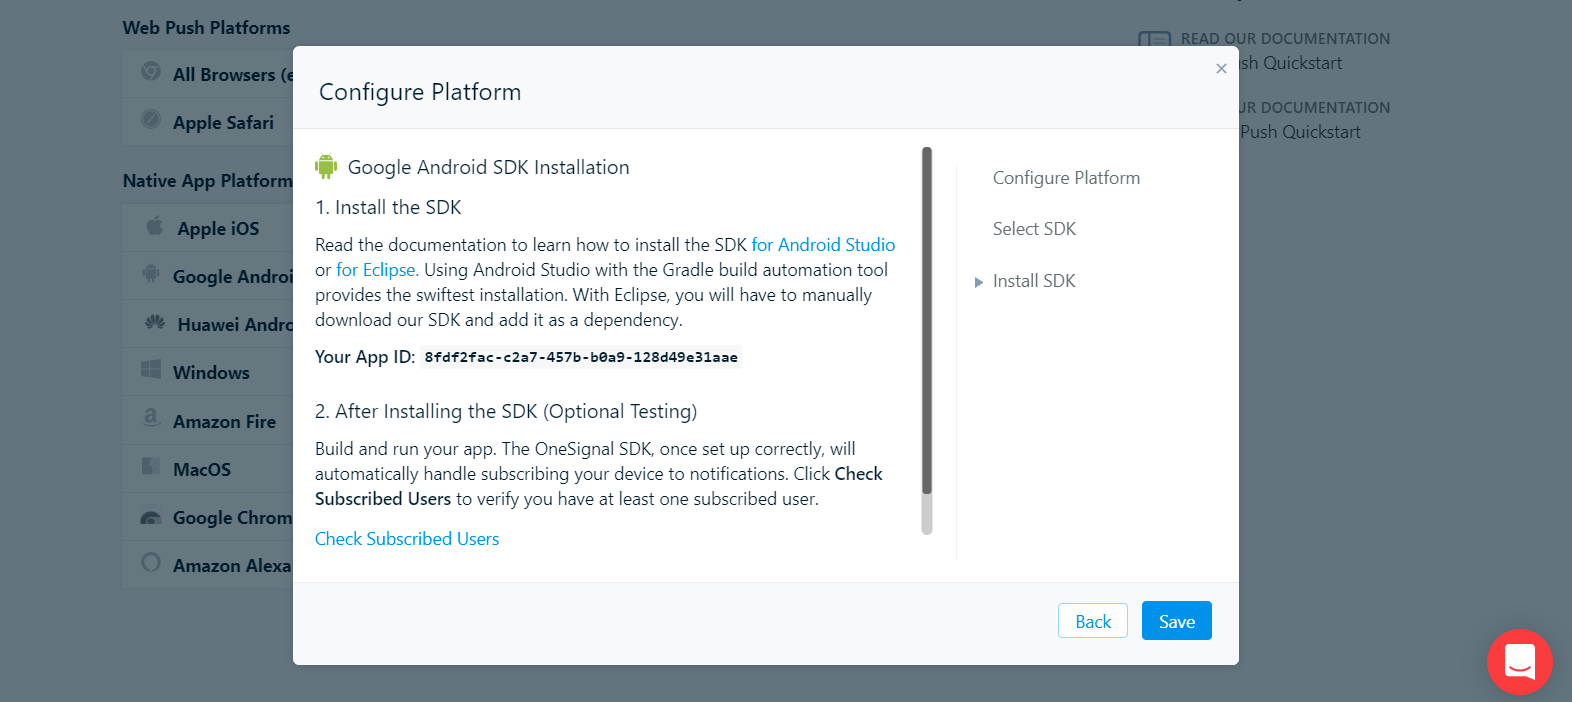 Web Push Platforms
All Browsers (e
Apple Safari
Native App Platform
Apple iOS
Google Androi
Huawei Andro
Windows
Amazon Fire
MacOS
Google Chrom
Amazon Alexa
Configure Platform
×
Google Android SDK Installation
1. Install the SDK
Read the documentation to learn how to install the SDK for Android Studio
or for Eclipse. Using Android Studio with the Gradle build automation tool
provides the swiftest installation. With Eclipse, you will have to manually
download our SDK and add it as a dependency.
Your App ID: 8fdf2fac-c2a7-457b-b0a9-128d49e31aae
2. After Installing the SDK (Optional Testing)
Build and run your app. The OneSignal SDK, once set up correctly, will
automatically handle subscribing your device to notifications. Click Check
Subscribed Users to verify you have at least one subscribed user.
Check Subscribed Users
Configure Platform
Select SDK
Install SDK
Back
Save
READ OUR DOCUMENTATION
sh Quickstart
UR DOCUMENTATION
Push Quickstart